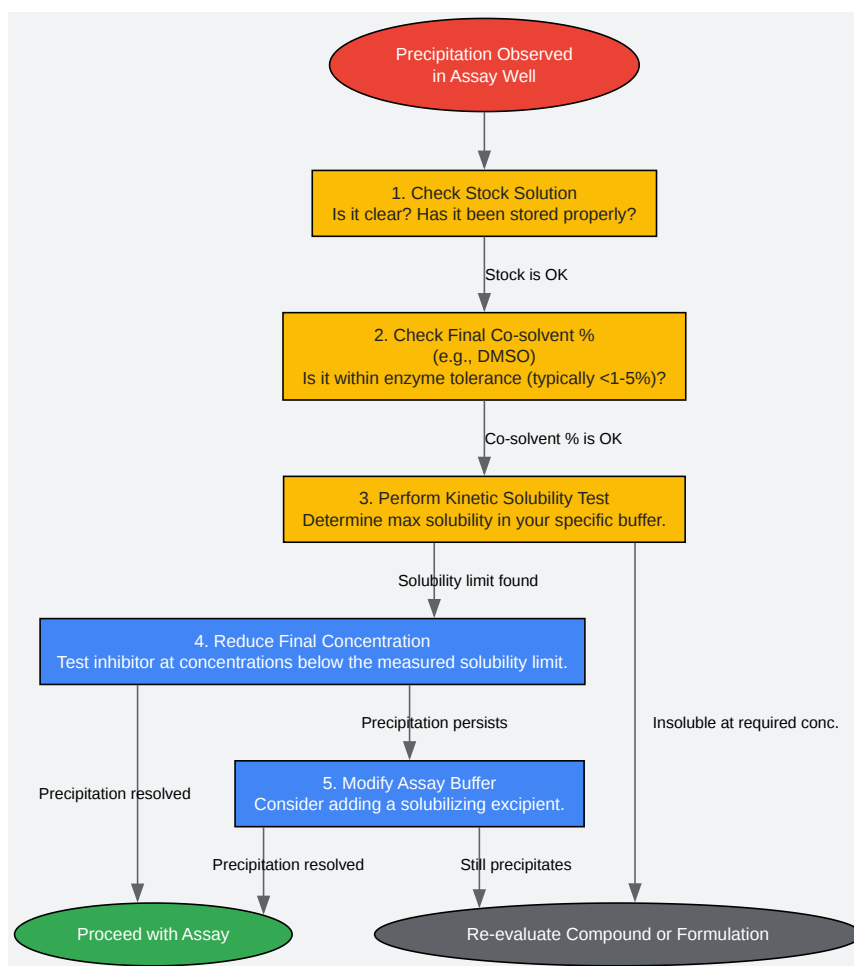 Precipitation Observed
in Assay Well
1. Check Stock Solution
Is it clear? Has it been stored properly?
Stock is OK
2. Check Final Co-solvent %
(e.g., DMSO)
Is it within enzyme tolerance (typically <1-5%)?
Co-solvent % is OK
3. Perform Kinetic Solubility Test
Determine max solubility in your specific buffer.
Solubility limit found
4. Reduce Final Concentration
Test inhibitor at concentrations below the measured solubility limit.
Precipitation persists
Insoluble at required conc.
5. Modify Assay Buffer
Consider adding a solubilizing excipient.
Precipitation resolved
Precipitation resolved
Still precipitates
Proceed with Assay
Re-evaluate Compound or Formulation